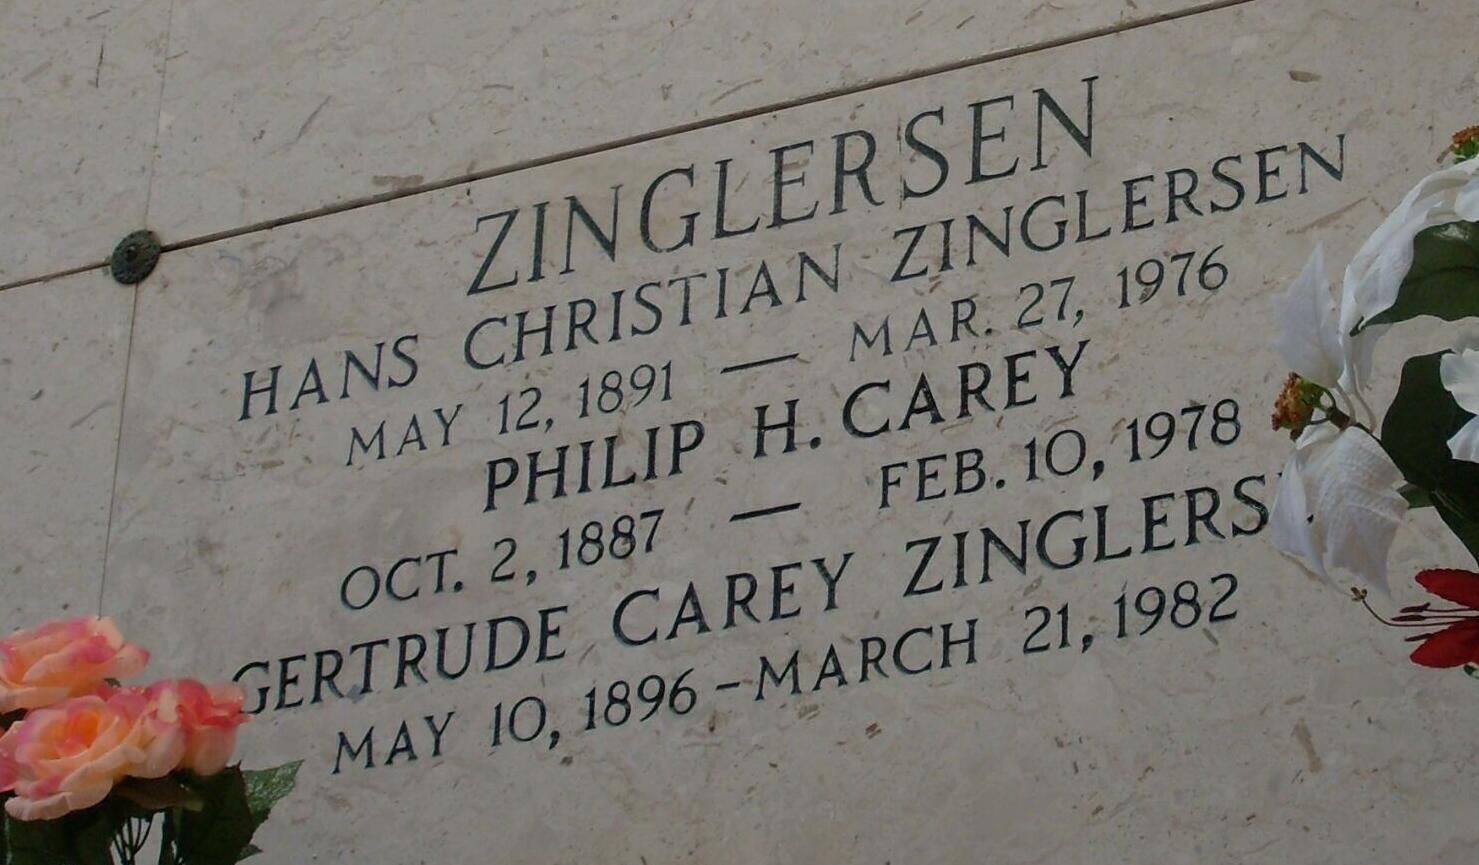 ZINGLERSEN
HANS CHRISTIAN ZINGLERSEN
MAY 12, 1891 — MAR. 27, 1976
PHILIP H. CAREY
OCT. 2, 1887 — FEB. 10, 1978
GERTRUDE CAREY ZINGLERS
MAY 10, 1896 – MARCH 21, 1982